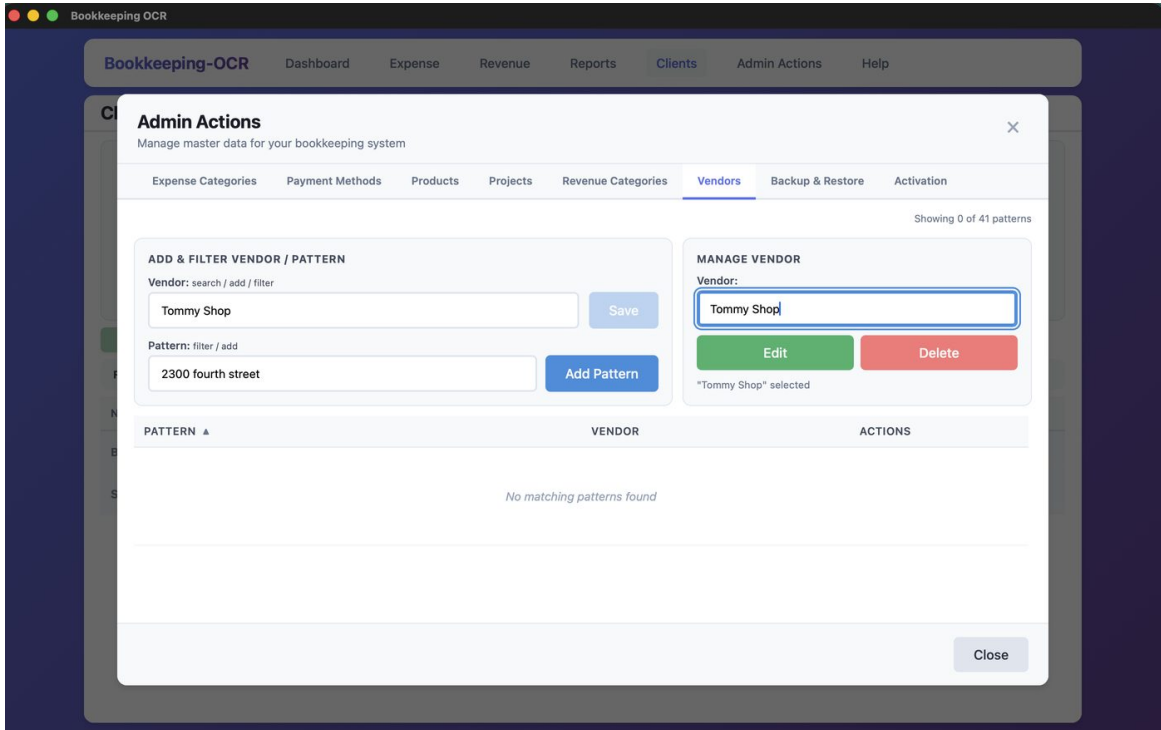 Bookkeeping OCR
Bookkeeping-OCR Dashboard Expense Revenue Reports Clients Admin Actions Help
Admin Actions
Manage master data for your bookkeeping system
Expense Categories Payment Methods Products Projects Revenue Categories Vendors Backup & Restore Activation
Showing 0 of 41 patterns
ADD & FILTER VENDOR / PATTERN
Vendor: search / add / filter
Tommy Shop Save
Pattern: filter / add
2300 fourth street Add Pattern
MANAGE VENDOR
Vendor:
Tommy Shop
Edit Delete
"Tommy Shop" selected
PATTERN ▲ VENDOR ACTIONS
No matching patterns found
Close